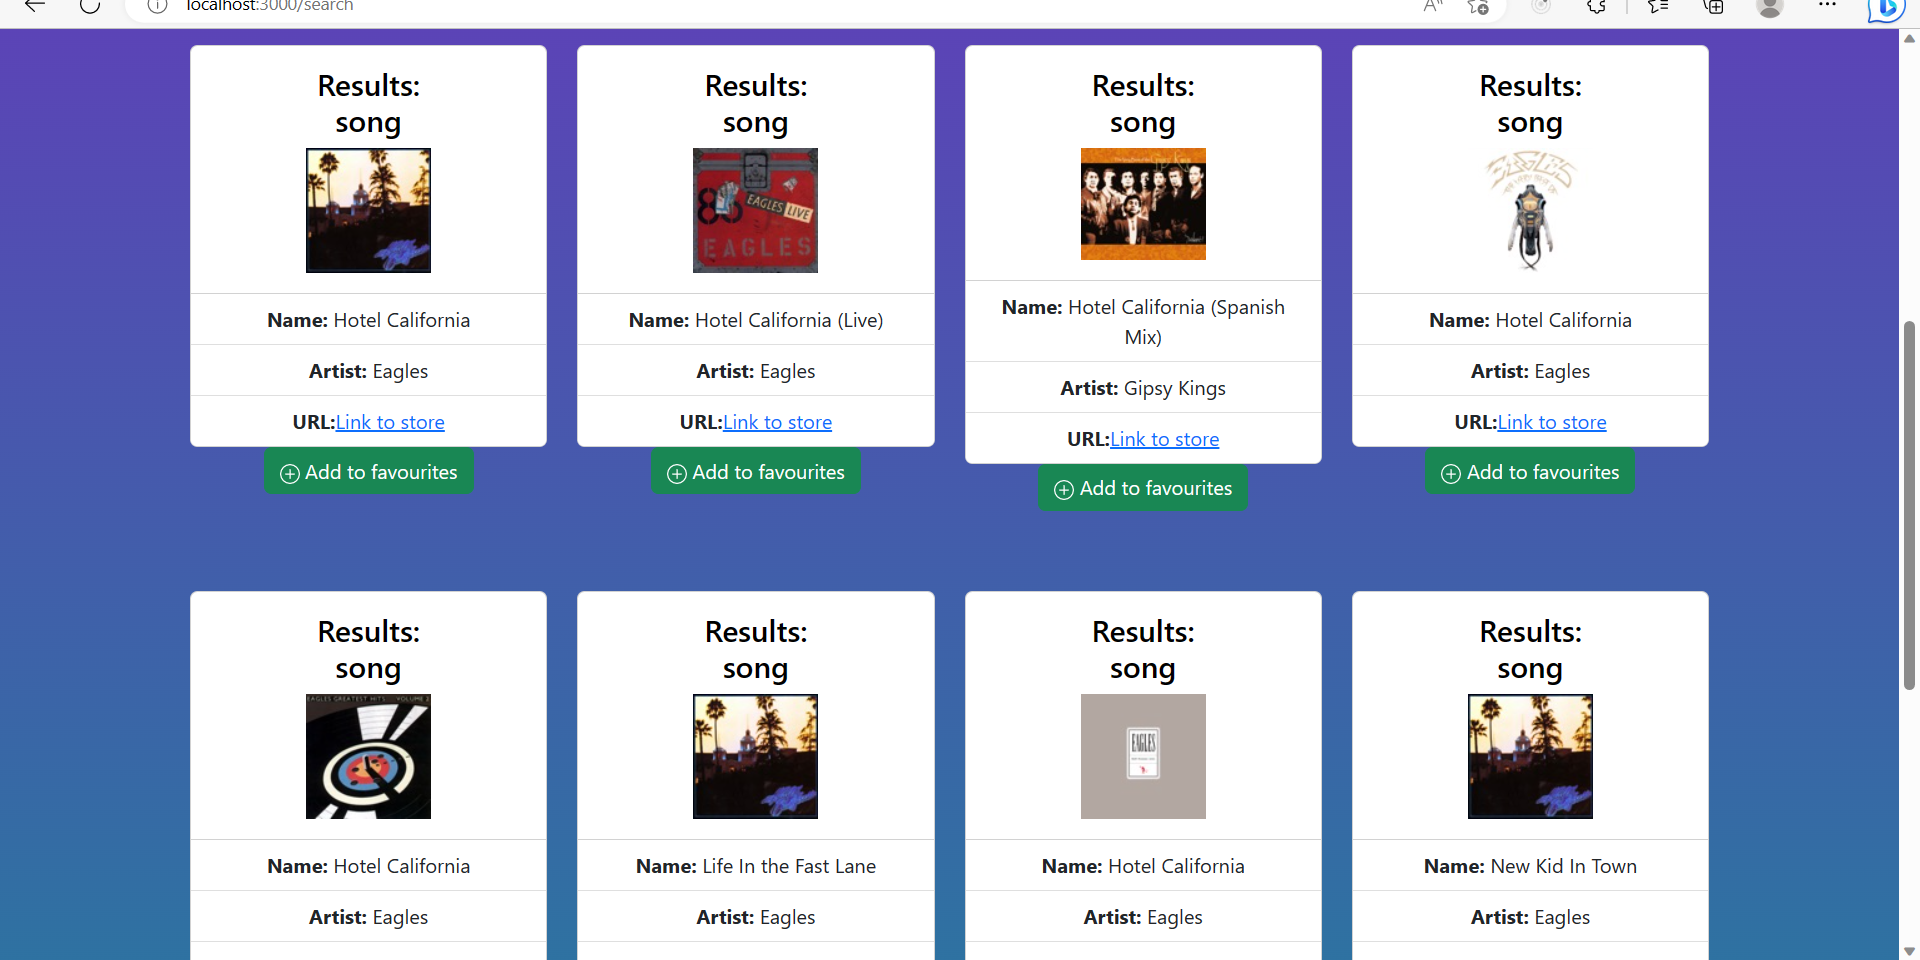 localhost:3000/search
Results:
song
EAGLES LIVE
EAGLES
Name: Hotel California
Artist: Eagles
URL:Link to store
Add to favourites
Results:
song
Name: Hotel California (Live)
Artist: Eagles
URL:Link to store
Add to favourites
Results:
song
Gipsy Kings
Name: Hotel California (Spanish
Mix)
Artist: Gipsy Kings
URL:Link to store
Add to favourites
Results:
song
EAGLES
Name: Hotel California
Artist: Eagles
URL:Link to store
Add to favourites
Results:
song
EAGLES GREATEST HITS VOLUME 2
Name: Hotel California
Artist: Eagles
Results:
song
Name: Life In the Fast Lane
Artist: Eagles
Results:
song
EAGLES
Name: Hotel California
Artist: Eagles
Results:
song
Name: New Kid In Town
Artist: Eagles